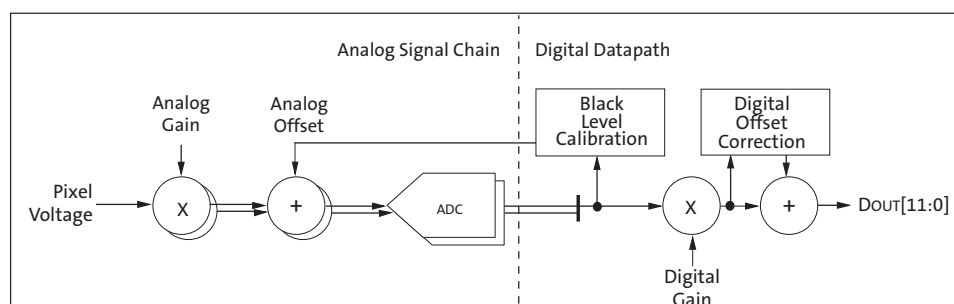 Analog Signal Chain
Digital Datapath
Analog
Gain
Analog
Offset
Black
Level
Calibration
Digital
Offset
Correction
Pixel
Voltage
X
+
ADC
X
+
DOUT[11:0]
Digital
Gain